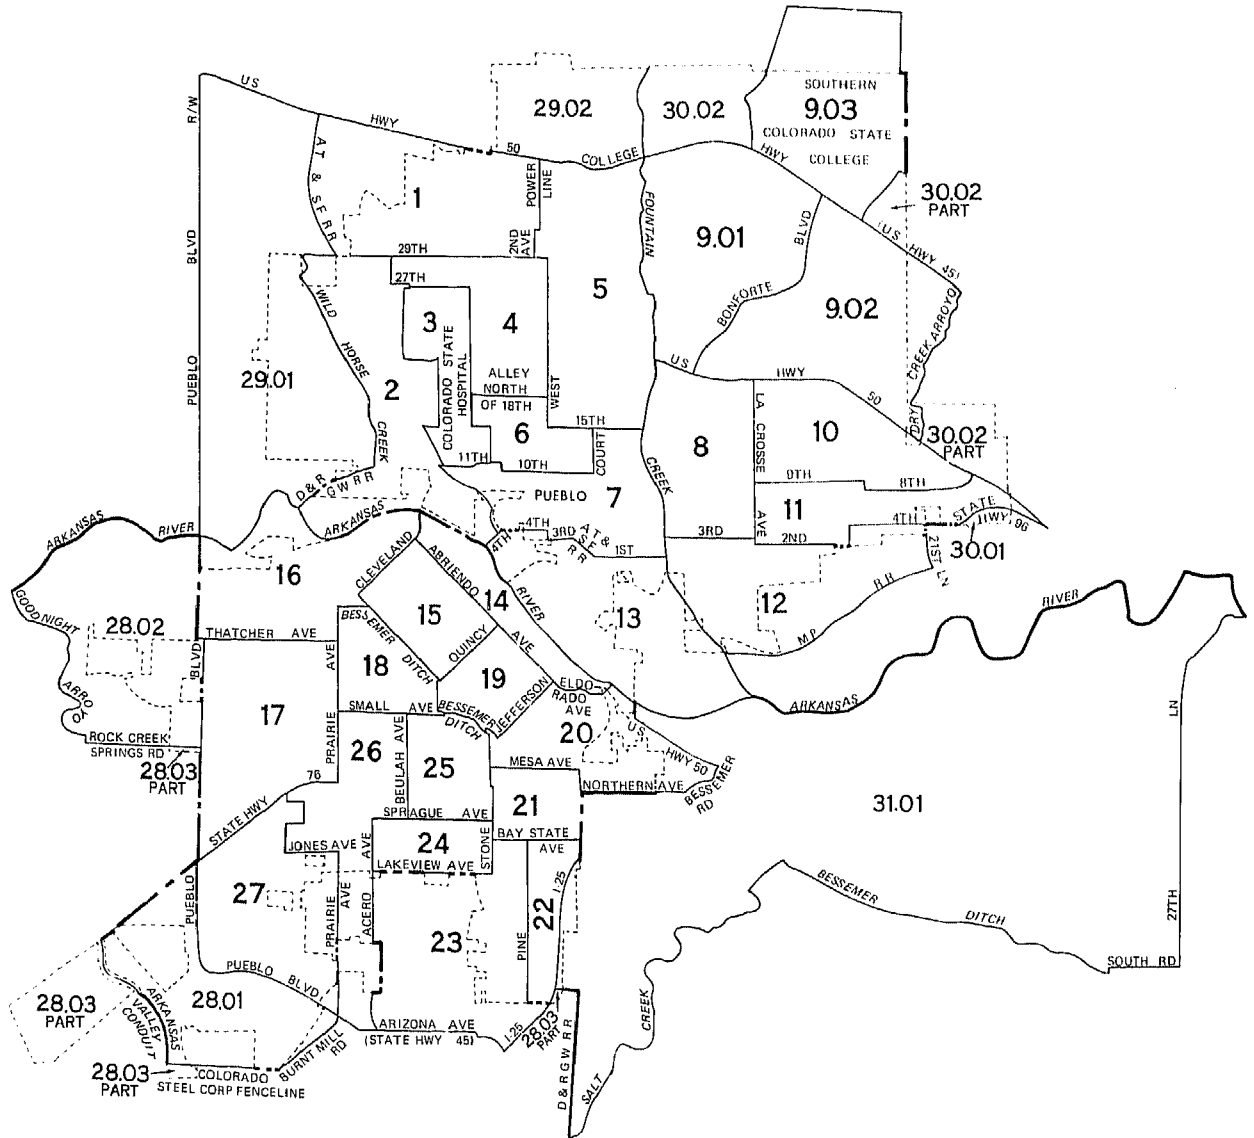 US
HWY
50
COLLEGE
R/W
BLVD
PUEBLO
AT & SF RR
29.02
30.02
SOUTHERN
9.03
COLORADO STATE
COLLEGE
HWY
30.02
PART
(US HWY 45)
1
POWER
LINE
2ND AVE
29TH
27TH
FOUNTAIN
9.01
BONFORTE
BLVD
9.02
5
3
4
COLORADO STATE
HOSPITAL
ALLEY
NORTH
OF 18TH
WEST
WILD
HORSE
CREEK
29.01
2
US
HWY
50
DRY
CREEK ARROYO
15TH
6
COURT
11TH
10TH
8
LA CROSSE
AVE
10
30.02
PART
9TH
8TH
D & R
GW RR
PUEBLO
7
CREEK
11
4TH
STATE
HWY 96
30.01
ARKANSAS
RIVER
ARKANSAS
4TH
4TH
3RD
AT &
SF
RR
1ST
3RD
2ND
21ST LN
16
CLEVELAND
ABRIENDO
AVE
14
RIVER
13
12
M P
R R
GOODNIGHT
ARRO
YO
28.02
THATCHER AVE
BLVD
BESSEMER
DITCH
15
QUINCY
18
19
JEFFERSON
ELDO-
RADO
AVE
ARKANSAS
RIVER
17
PRAIRIE
AVE
SMALL AVE
BESSEMER
DITCH
20
US
HWY 50
ROCK CREEK
SPRINGS RD
28.03
PART
26
BEULAH AVE
25
MESA AVE
NORTHERN AVE
BESSEMER
RD
31.01
LN
27TH
76
STATE HWY
SPRAGUE AVE
21
BAY STATE
AVE
JONES AVE
24
STONE
LAKEVIEW AVE
ACERO
AVE
PRAIRIE
AVE
27
PUEBLO
I-25
22
PINE
23
BESSEMER
DITCH
SOUTH RD
PUEBLO BLVD
28.01
28.03
PART
ARKANSAS
VALLEY
CONDUIT
ARIZONA AVE
(STATE HWY 45)
I-25
28.03
PART
BURNT MILL
RD
28.03
PART
COLORADO
STEEL CORP FENCELINE
D & RGW RR
SALT
CREEK